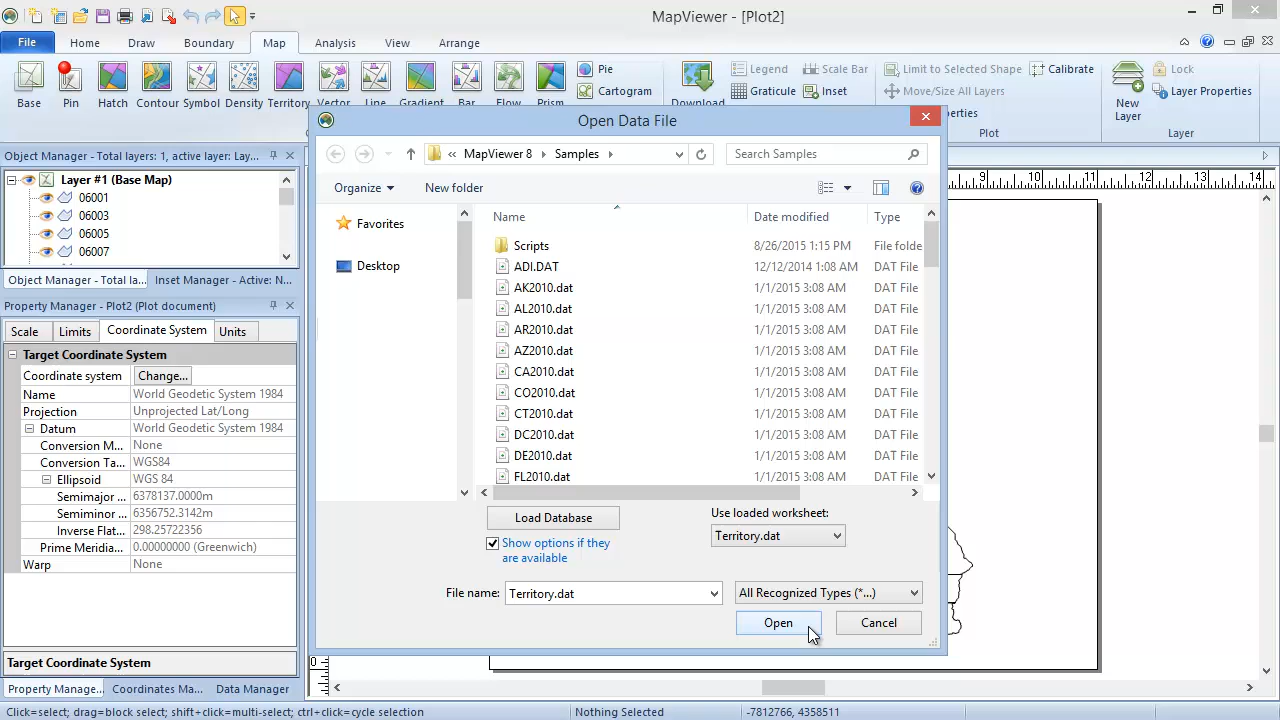 MapViewer - [Plot2]
File Home Draw Boundary Map Analysis View Arrange
Base Pin Hatch Contour Symbol Density Territory Vector Line Gradient Bar Flow Prism
Pie
Cartogram
Download
Legend Scale Bar
Graticule Inset
Limit to Selected Shape Calibrate
Move/Size All Layers
Plot
New
Layer
Lock
Layer Properties
Layer
Object Manager - Total layers: 1, active layer: Lay...
Layer #1 (Base Map)
06001
06003
06005
06007
Object Manager - Total la... Inset Manager - Active: N...
Property Manager - Plot2 (Plot document)
Scale Limits Coordinate System Units
Target Coordinate System
Coordinate system Change...
Name World Geodetic System 1984
Projection Unprojected Lat/Long
Datum World Geodetic System 1984
Conversion M... None
Conversion Ta... WGS84
Ellipsoid WGS 84
Semimajor ... 6378137.0000m
Semiminor ... 6356752.3142m
Inverse Flat... 298.25722356
Prime Meridia... 0.00000000 (Greenwich)
Warp None
Target Coordinate System
Property Manage... Coordinates Ma... Data Manager
Open Data File
« MapViewer 8 Samples
Search Samples
Organize New folder
Favorites
Desktop
Name Date modified Type
Scripts 8/26/2015 1:15 PM File folde
ADI.DAT 12/12/2014 1:08 AM DAT File
AK2010.dat 1/1/2015 3:08 AM DAT File
AL2010.dat 1/1/2015 3:08 AM DAT File
AR2010.dat 1/1/2015 3:08 AM DAT File
AZ2010.dat 1/1/2015 3:08 AM DAT File
CA2010.dat 1/1/2015 3:08 AM DAT File
CO2010.dat 1/1/2015 3:08 AM DAT File
CT2010.dat 1/1/2015 3:08 AM DAT File
DC2010.dat 1/1/2015 3:08 AM DAT File
DE2010.dat 1/1/2015 3:08 AM DAT File
FL2010.dat 1/1/2015 3:08 AM DAT File
Load Database
Show options if they
are available
Use loaded worksheet:
Territory.dat
File name: Territory.dat All Recognized Types (*...)
Open Cancel
9 10 11 12 13 14
0
Click=select; drag=block select; shift+click=multi-select; ctrl+click=cycle selection Nothing Selected -7812766, 4358511